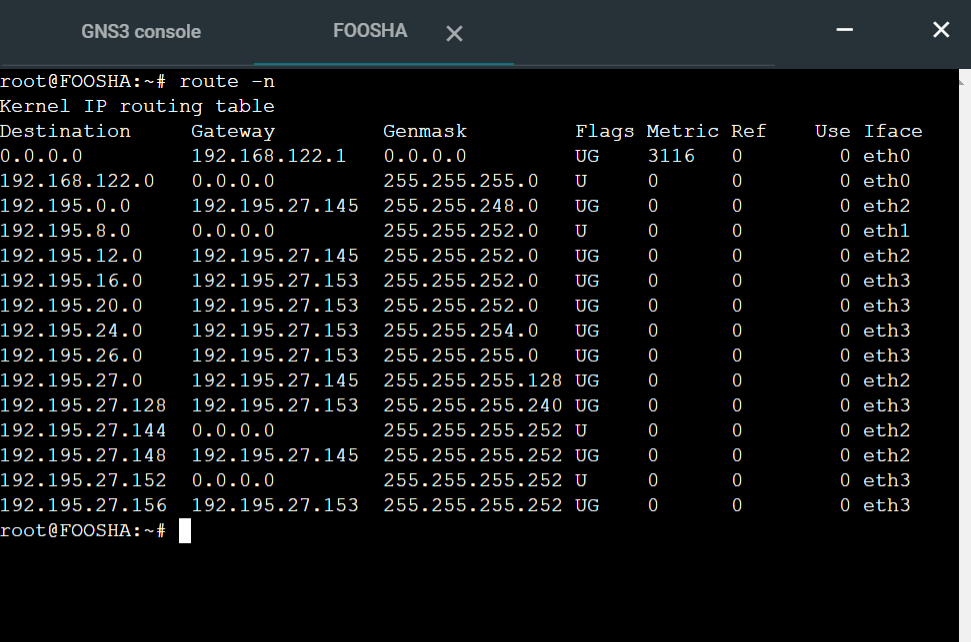 GNS3 console FOOSHA
root@FOOSHA:~# route -n
Kernel IP routing table
Destination Gateway Genmask Flags Metric Ref Use Iface
0.0.0.0 192.168.122.1 0.0.0.0 UG 3116 0 0 eth0
192.168.122.0 0.0.0.0 255.255.255.0 U 0 0 0 eth0
192.195.0.0 192.195.27.145 255.255.248.0 UG 0 0 0 eth2
192.195.8.0 0.0.0.0 255.255.252.0 U 0 0 0 eth1
192.195.12.0 192.195.27.145 255.255.252.0 UG 0 0 0 eth2
192.195.16.0 192.195.27.153 255.255.252.0 UG 0 0 0 eth3
192.195.20.0 192.195.27.153 255.255.252.0 UG 0 0 0 eth3
192.195.24.0 192.195.27.153 255.255.254.0 UG 0 0 0 eth3
192.195.26.0 192.195.27.153 255.255.255.0 UG 0 0 0 eth3
192.195.27.0 192.195.27.145 255.255.255.128 UG 0 0 0 eth2
192.195.27.128 192.195.27.153 255.255.255.240 UG 0 0 0 eth3
192.195.27.144 0.0.0.0 255.255.255.252 U 0 0 0 eth2
192.195.27.148 192.195.27.145 255.255.255.252 UG 0 0 0 eth2
192.195.27.152 0.0.0.0 255.255.255.252 U 0 0 0 eth3
192.195.27.156 192.195.27.153 255.255.255.252 UG 0 0 0 eth3
root@FOOSHA:~#